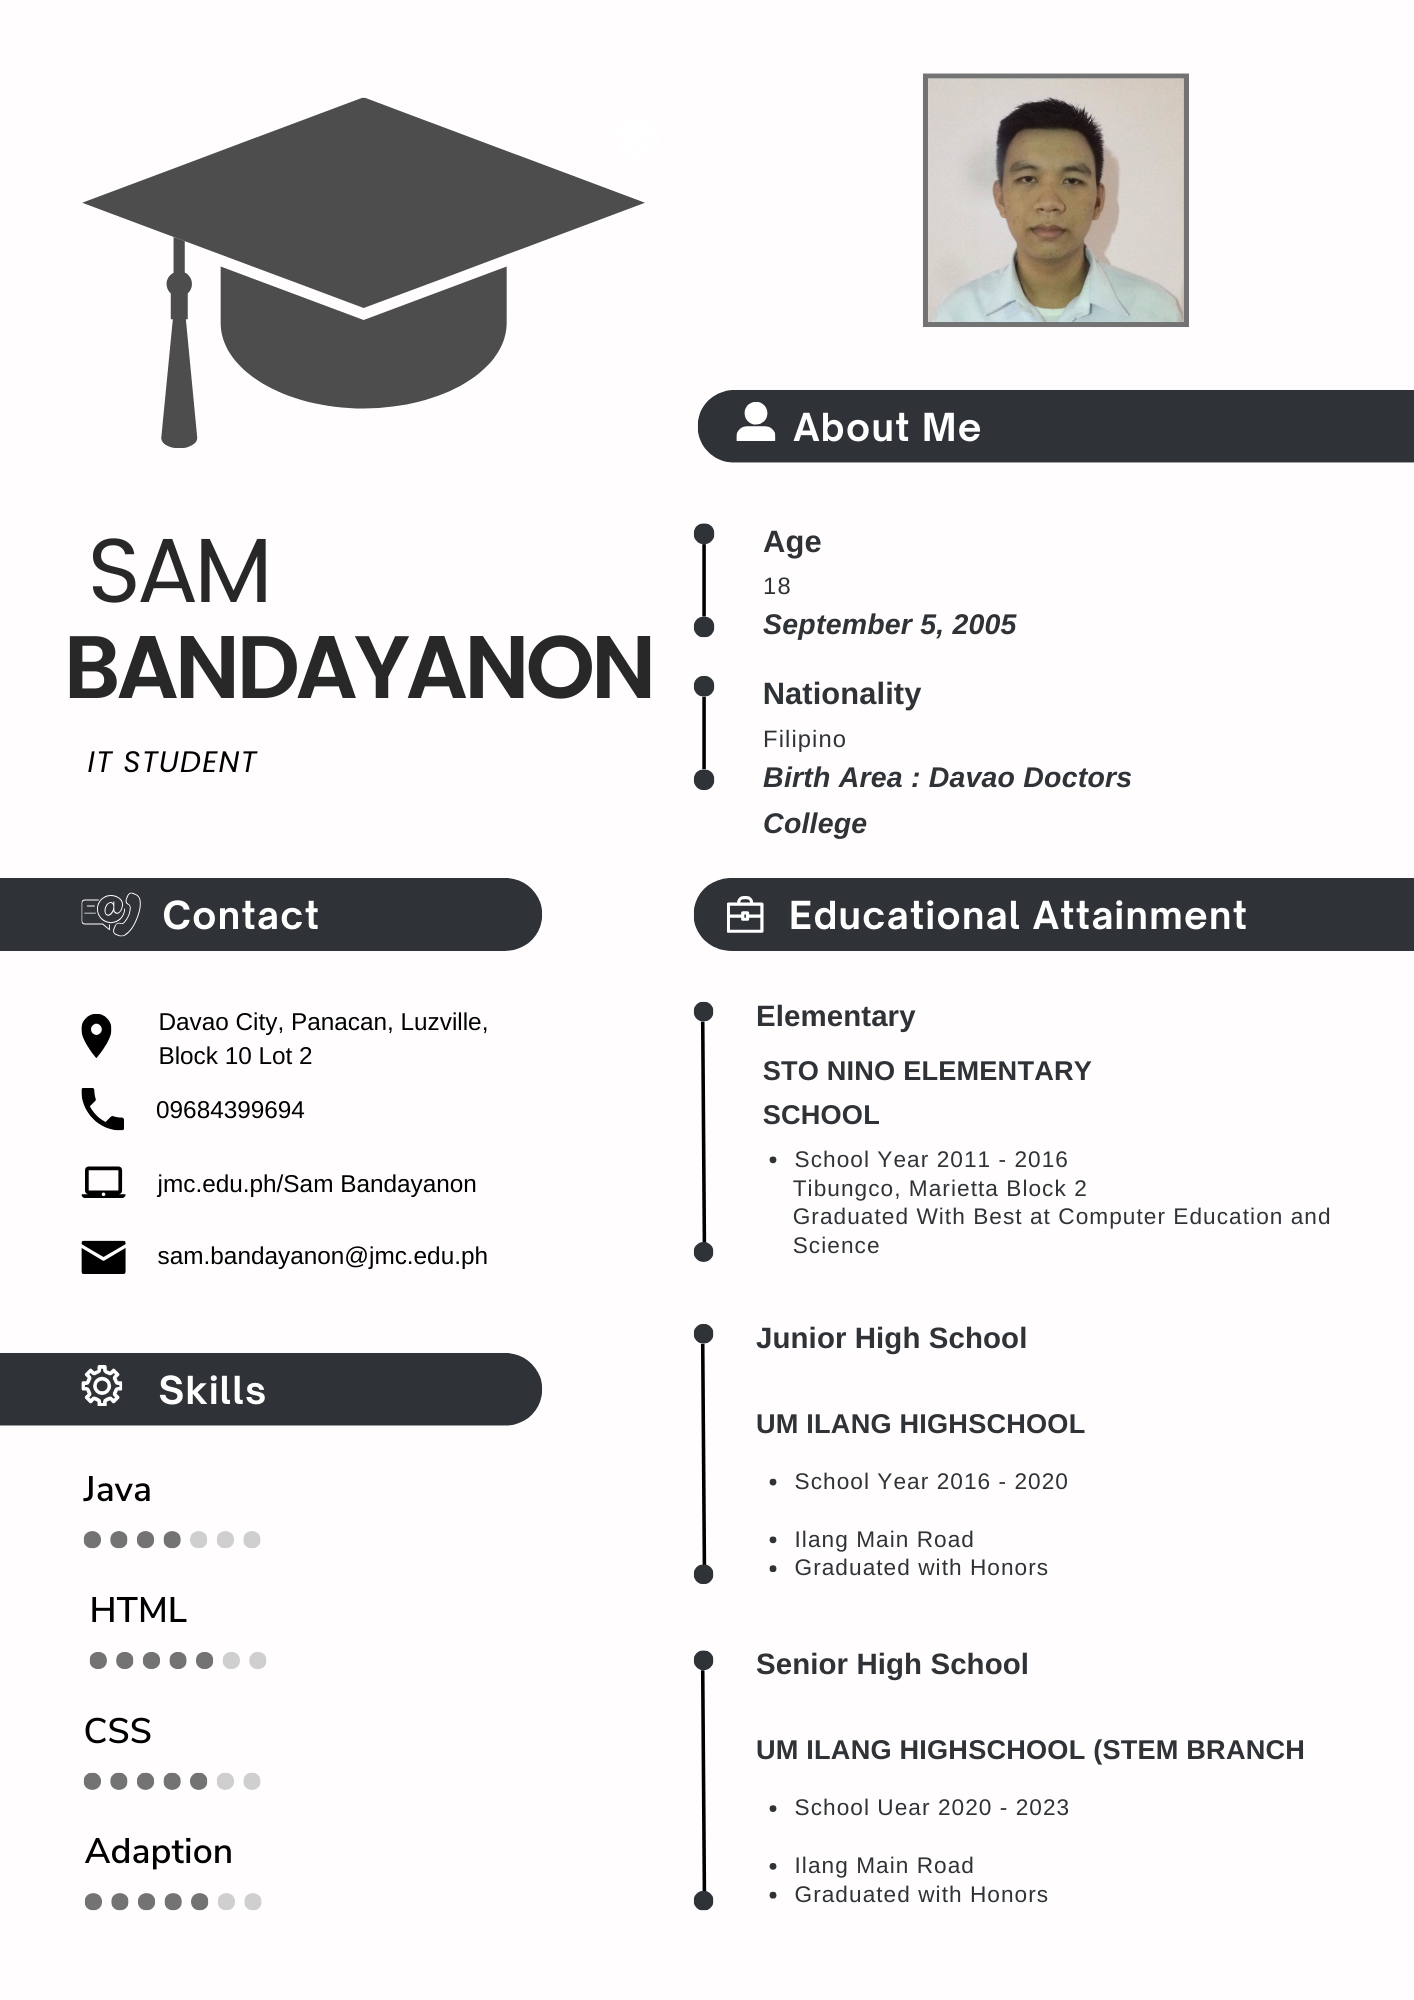 SAM
BANDAYANON
IT STUDENT
About Me
Age
18
September 5, 2005
Nationality
Filipino
Birth Area : Davao Doctors
College
Contact
Davao City, Panacan, Luzville,
Block 10 Lot 2
09684399694
jmc.edu.ph/Sam Bandayanon
sam.bandayanon@jmc.edu.ph
Skills
Java
HTML
CSS
Adaption
Educational Attainment
Elementary
STO NINO ELEMENTARY
SCHOOL
• School Year 2011 - 2016
Tibungco, Marietta Block 2
Graduated With Best at Computer Education and
Science
Junior High School
UM ILANG HIGHSCHOOL
• School Year 2016 - 2020
• Ilang Main Road
• Graduated with Honors
Senior High School
UM ILANG HIGHSCHOOL (STEM BRANCH
• School Uear 2020 - 2023
• Ilang Main Road
• Graduated with Honors